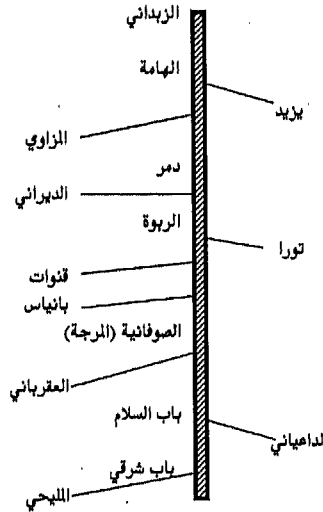 الزبداني
الهامة
يزيد
المزاوي
دمر
الديراني
الربوة
تورا
قنوات
بانياس
الصوفانية (المرجة)
العقرباني
باب السلام
لداعياني
باب شرقي
المليحي